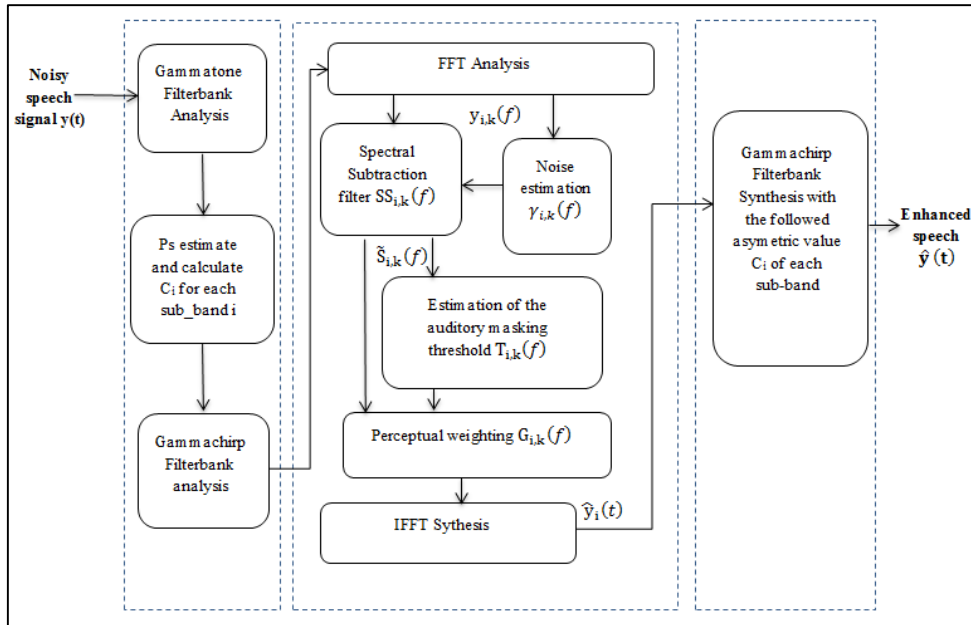 Noisy
speech
signal y(t)
Gammatone
Filterbank
Analysis
Ps estimate
and calculate
Cᵢ for each
sub_band i
Gammachirp
Filterbank
analysis
FFT Analysis
yᵢ,ₖ(f)
Spectral
Subtraction
filter SSᵢ,ₖ(f)
Noise
estimation
γᵢ,ₖ(f)
S̃ᵢ,ₖ(f)
Estimation of the
auditory masking
threshold Tᵢ,ₖ(f)
Perceptual weighting Gᵢ,ₖ(f)
IFFT Sythesis
ŷᵢ(t)
Gammachirp
Filterbank
Synthesis with
the followed
asymetric value
Cᵢ of each
sub-band
Enhanced
speech
ŷ (t)